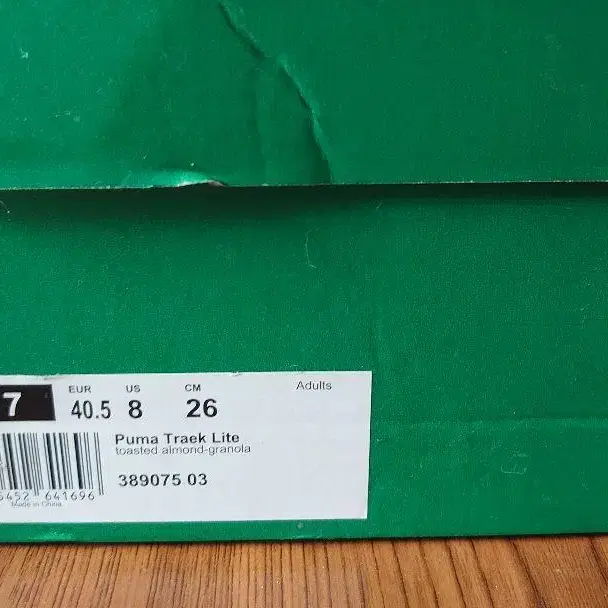 EUR US CM Adults
7 40.5 8 26
Puma Traek Lite
toasted almond-granola
389075 03
5452 641696
Made in China